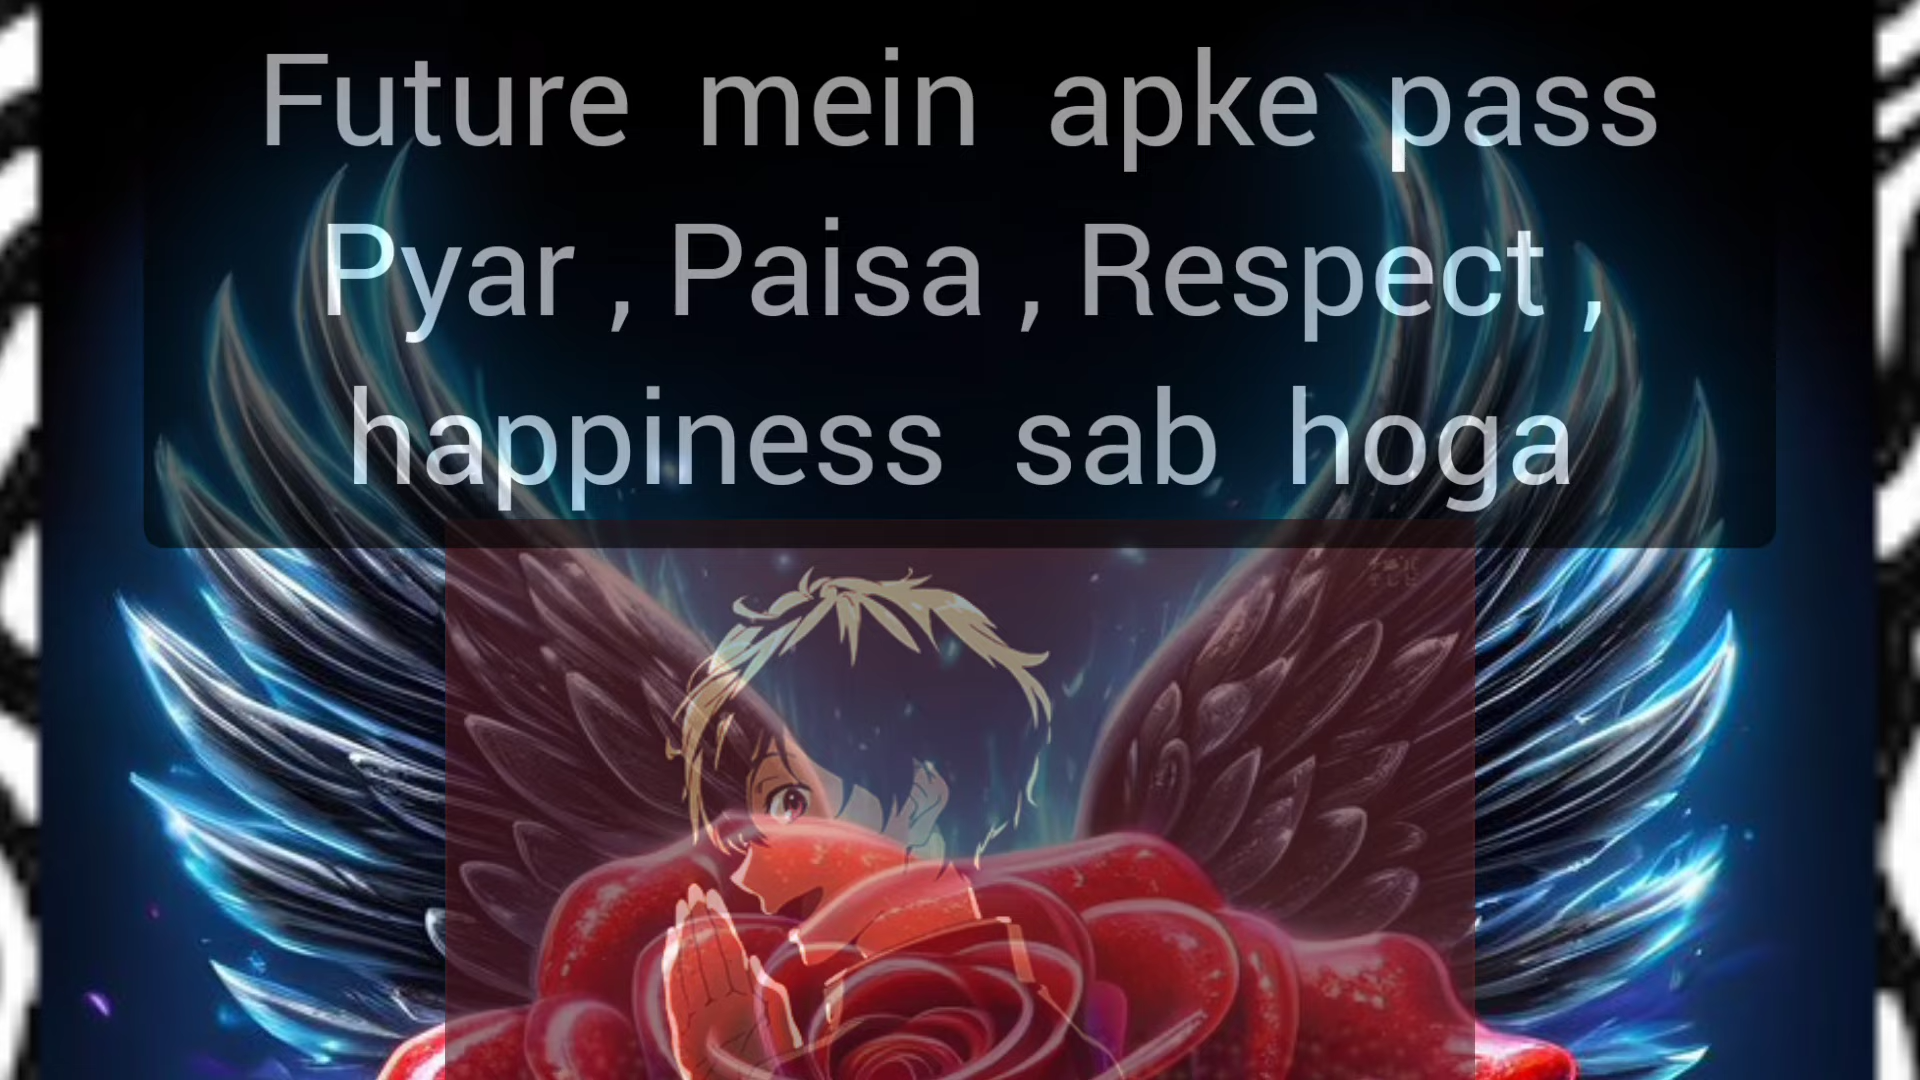 Future mein apke pass
Pyar , Paisa , Respect ,
happiness sab hoga